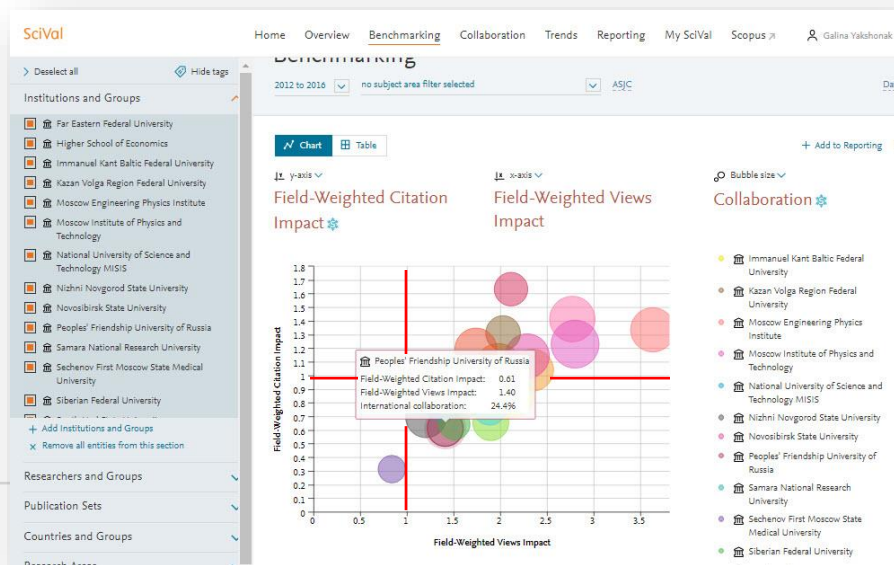 SciVal
Home Overview Benchmarking Collaboration Trends Reporting My SciVal Scopus Galina Yakshonak
Deselect all Hide tags
Institutions and Groups
Far Eastern Federal University
Higher School of Economics
Immanuel Kant Baltic Federal University
Kazan Volga Region Federal University
Moscow Engineering Physics Institute
Moscow Institute of Physics and
Technology
National University of Science and
Technology MISIS
Nizhni Novgorod State University
Novosibirsk State University
Peoples' Friendship University of Russia
Samara National Research University
Sechenov First Moscow State Medical
University
Siberian Federal University
+ Add Institutions and Groups
x Remove all entities from this section
Researchers and Groups
Publication Sets
Countries and Groups
Research Areas
Benchmarking
2012 to 2016 no subject area filter selected ASJC
Chart Table
+ Add to Reporting
y-axis
Field-Weighted Citation
Impact
x-axis
Field-Weighted Views
Impact
Bubble size
Collaboration
Field-Weighted Citation Impact
1.8
1.7
1.6
1.5
1.4
1.3
1.2
1.1
1
0.9
0.8
0.7
0.6
0.5
0.4
0.3
0.2
0.1
0
0 0.5 1 1.5 2 2.5 3 3.5
Field-Weighted Views Impact
Peoples' Friendship University of Russia
Field-Weighted Citation Impact: 0.61
Field-Weighted Views Impact: 1.40
International collaboration: 24.4%
Immanuel Kant Baltic Federal
University
Kazan Volga Region Federal
University
Moscow Engineering Physics
Institute
Moscow Institute of Physics and
Technology
National University of Science and
Technology MISIS
Nizhni Novgorod State University
Novosibirsk State University
Peoples' Friendship University of
Russia
Samara National Research
University
Sechenov First Moscow State
Medical University
Siberian Federal University